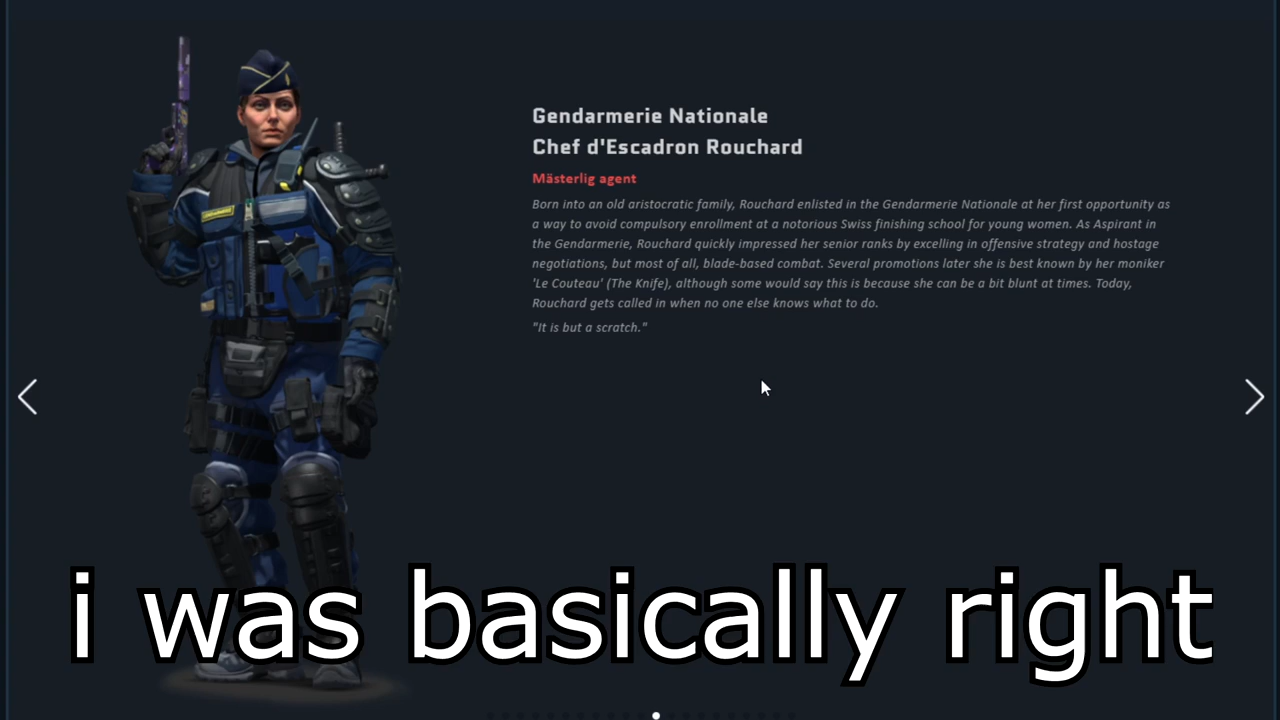 Gendarmerie Nationale
Chef d'Escadron Rouchard
Mästerlig agent
Born into an old aristocratic family, Rouchard enlisted in the Gendarmerie Nationale at her first opportunity as
a way to avoid compulsory enrollment at a notorious Swiss finishing school for young women. As Aspirant in
the Gendarmerie, Rouchard quickly impressed her senior ranks by excelling in offensive strategy and hostage
negotiations, but most of all, blade-based combat. Several promotions later she is best known by her moniker
'Le Couteau' (The Knife), although some would say this is because she can be a bit blunt at times. Today,
Rouchard gets called in when no one else knows what to do.
"It is but a scratch."
i was basically right